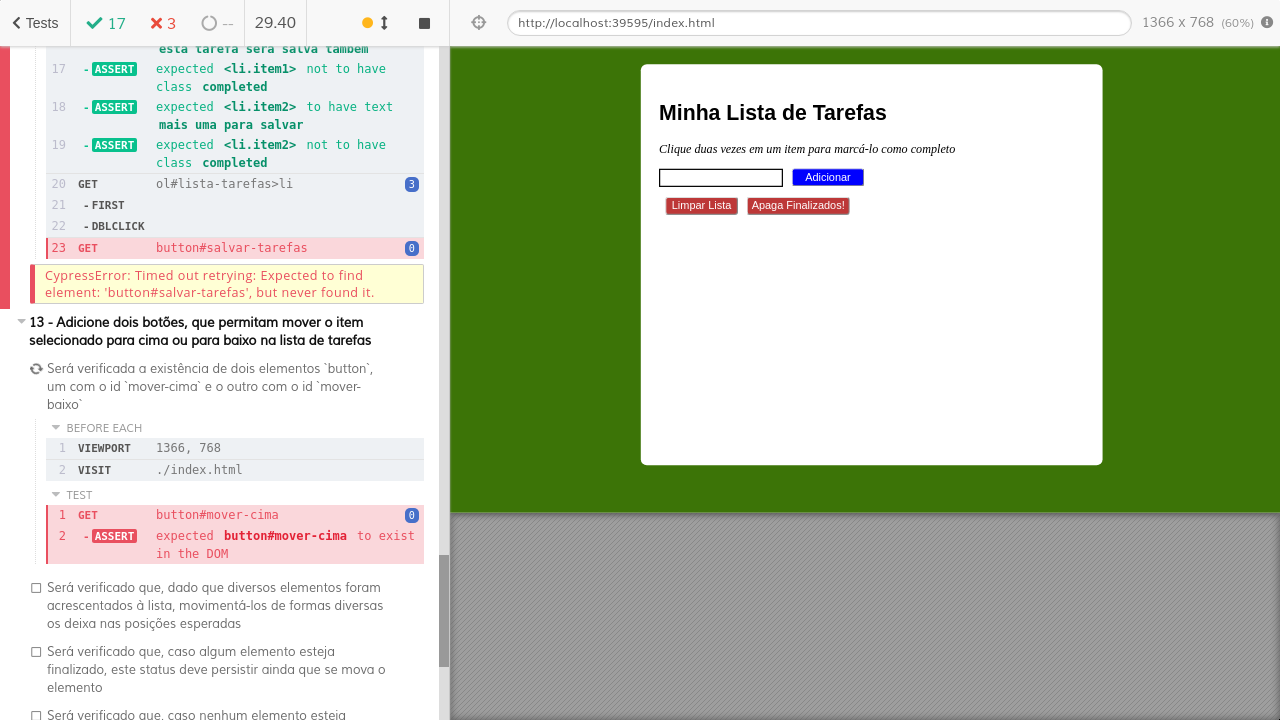 Tests 17 3 -- 29.40
http://localhost:39595/index.html 1366 x 768 (60%)
esta tarefa será salva também
17 - ASSERT expected <li.item1> not to have
class completed
18 - ASSERT expected <li.item2> to have text
mais uma para salvar
19 - ASSERT expected <li.item2> not to have
class completed
20 GET ol#lista-tarefas>li 3
21 - FIRST
22 - DBLCLICK
23 GET button#salvar-tarefas 0
CypressError: Timed out retrying: Expected to find
element: 'button#salvar-tarefas', but never found it.
13 - Adicione dois botões, que permitam mover o item
selecionado para cima ou para baixo na lista de tarefas
Será verificada a existência de dois elementos `button`,
um com o id `mover-cima` e o outro com o id `mover-
baixo`
BEFORE EACH
1 VIEWPORT 1366, 768
2 VISIT ./index.html
TEST
1 GET button#mover-cima 0
2 - ASSERT expected button#mover-cima to exist
in the DOM
Será verificado que, dado que diversos elementos foram
acrescentados à lista, movimentá-los de formas diversas
os deixa nas posições esperadas
Será verificado que, caso algum elemento esteja
finalizado, este status deve persistir ainda que se mova o
elemento
Será verificado que, caso nenhum elemento esteja
Minha Lista de Tarefas
Clique duas vezes em um item para marcá-lo como completo
Adicionar
Limpar Lista Apaga Finalizados!